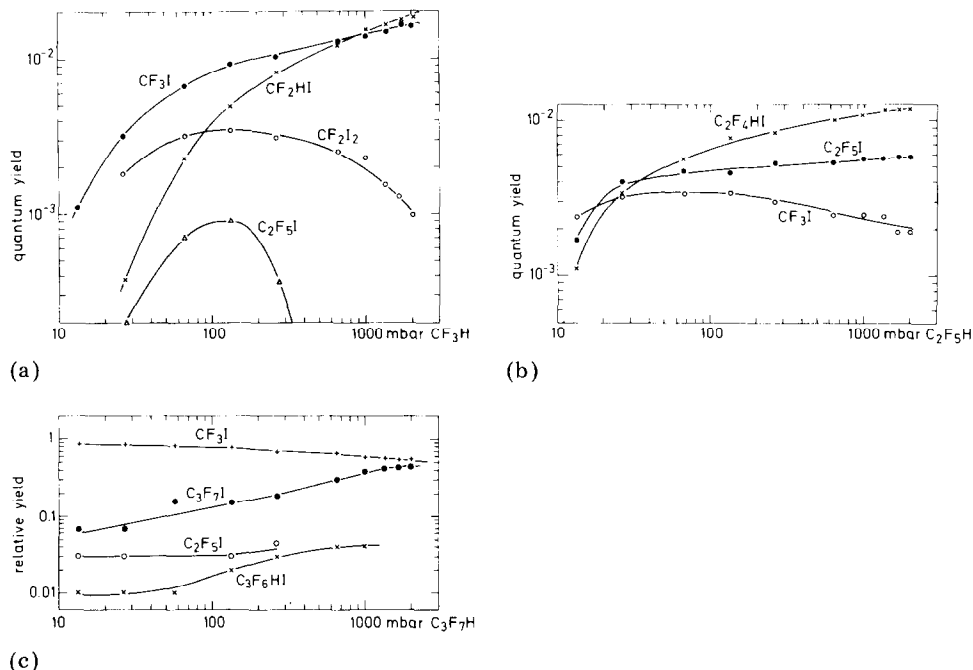 10⁻²
10⁻³
quantum yield
CF₃I
CF₂HI
CF₂I₂
C₂F₅I
10 100 1000 mbar CF₃H
(a)
10⁻²
10⁻³
quantum yield
C₂F₄HI
C₂F₅I
CF₃I
10 100 1000 mbar C₂F₅H
(b)
1
0.1
0.01
relative yield
CF₃I
C₃F₇I
C₂F₅I
C₃F₆HI
10 100 1000 mbar C₃F₇H
(c)